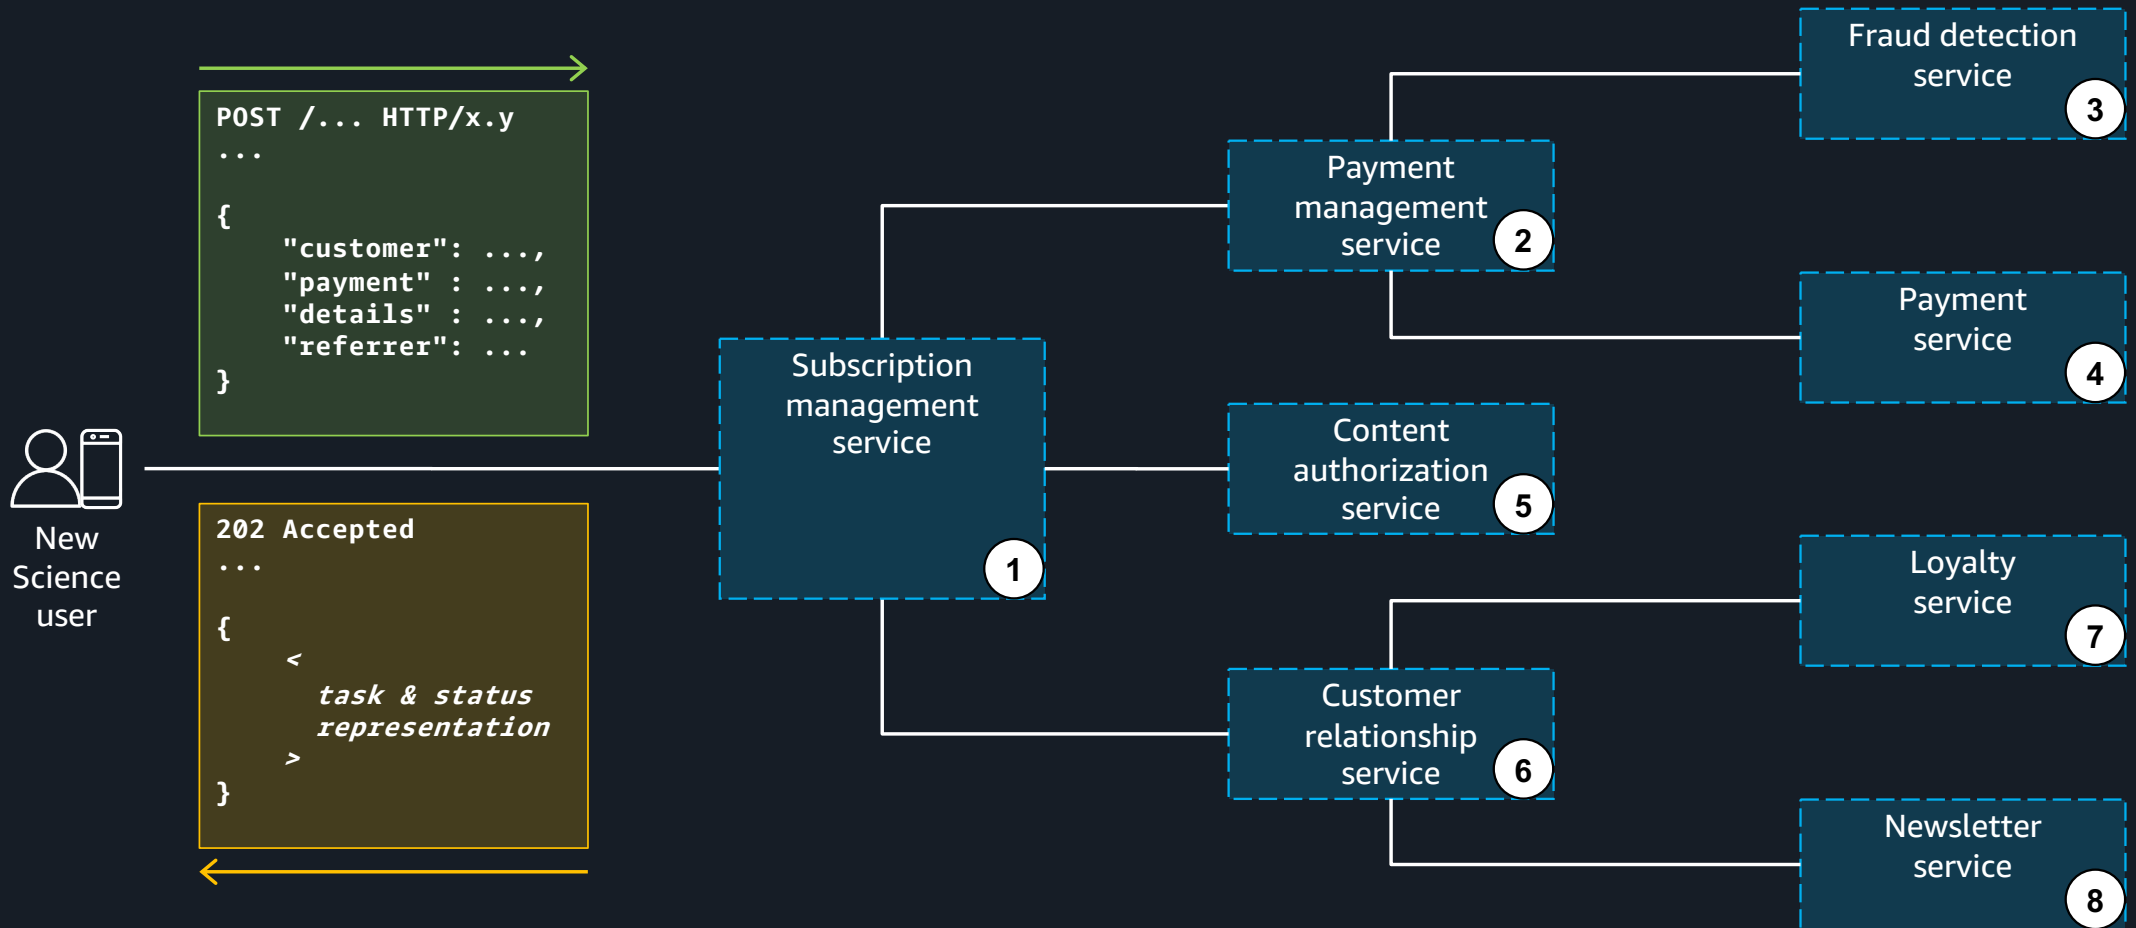 POST /... HTTP/x.y
...
{
"customer": ...,
"payment" : ...,
"details" : ...,
"referrer": ...
}
New
Science
user
202 Accepted
...
{
<
task & status
representation
>
}
Subscription
management
service
1
Payment
management
service
2
Fraud detection
service
3
Payment
service
4
Content
authorization
service
5
Customer
relationship
service
6
Loyalty
service
7
Newsletter
service
8